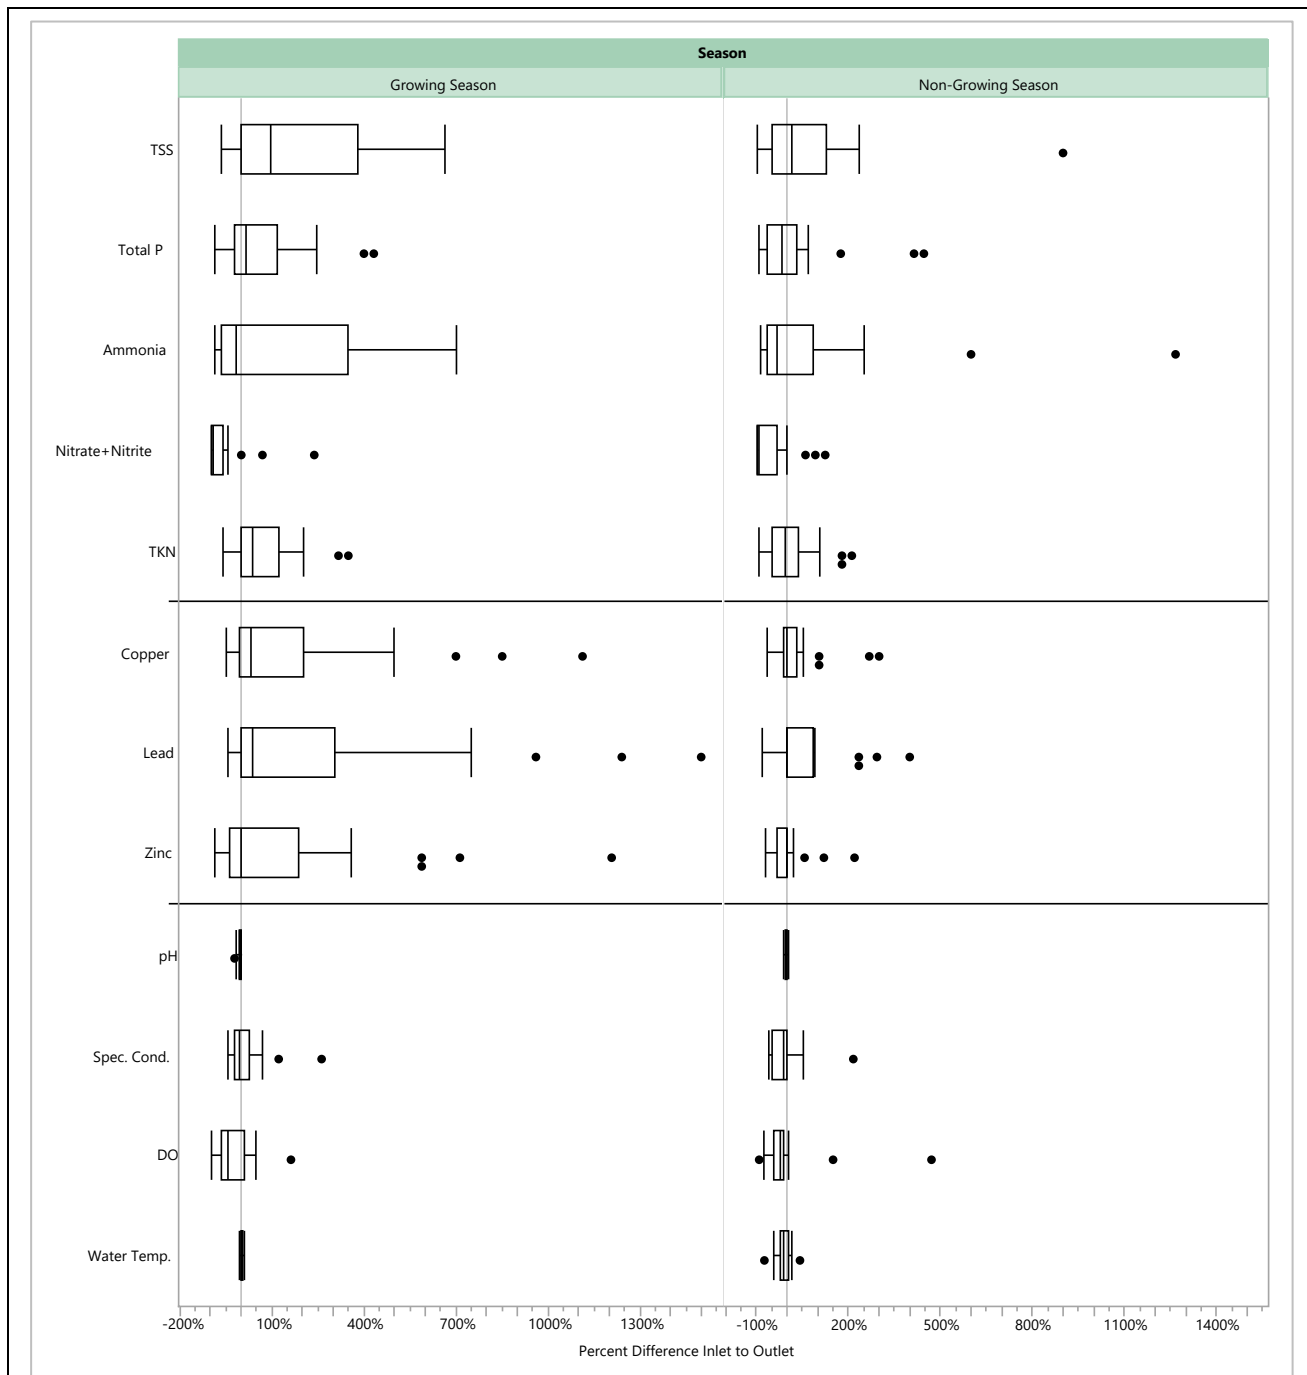 Season
Growing Season Non-Growing Season
TSS
Total P
Ammonia
Nitrate+Nitrite
TKN
Copper
Lead
Zinc
pH
Spec. Cond.
DO
Water Temp.
-200% 100% 400% 700% 1000% 1300% -100% 200% 500% 800% 1100% 1400%
Percent Difference Inlet to Outlet